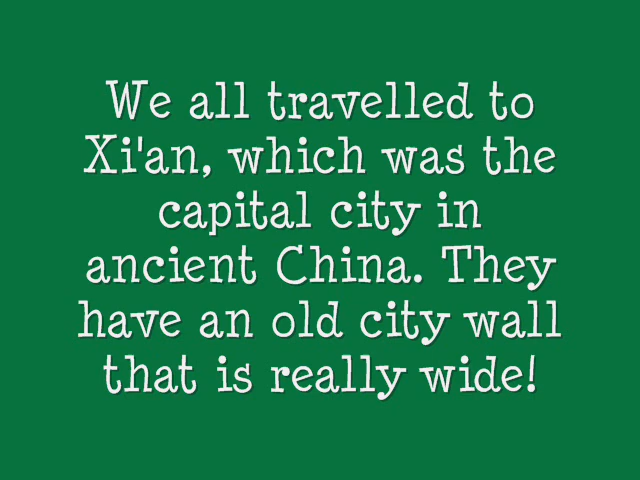 We all travelled to
Xi'an, which was the
capital city in
ancient China. They
have an old city wall
that is really wide!